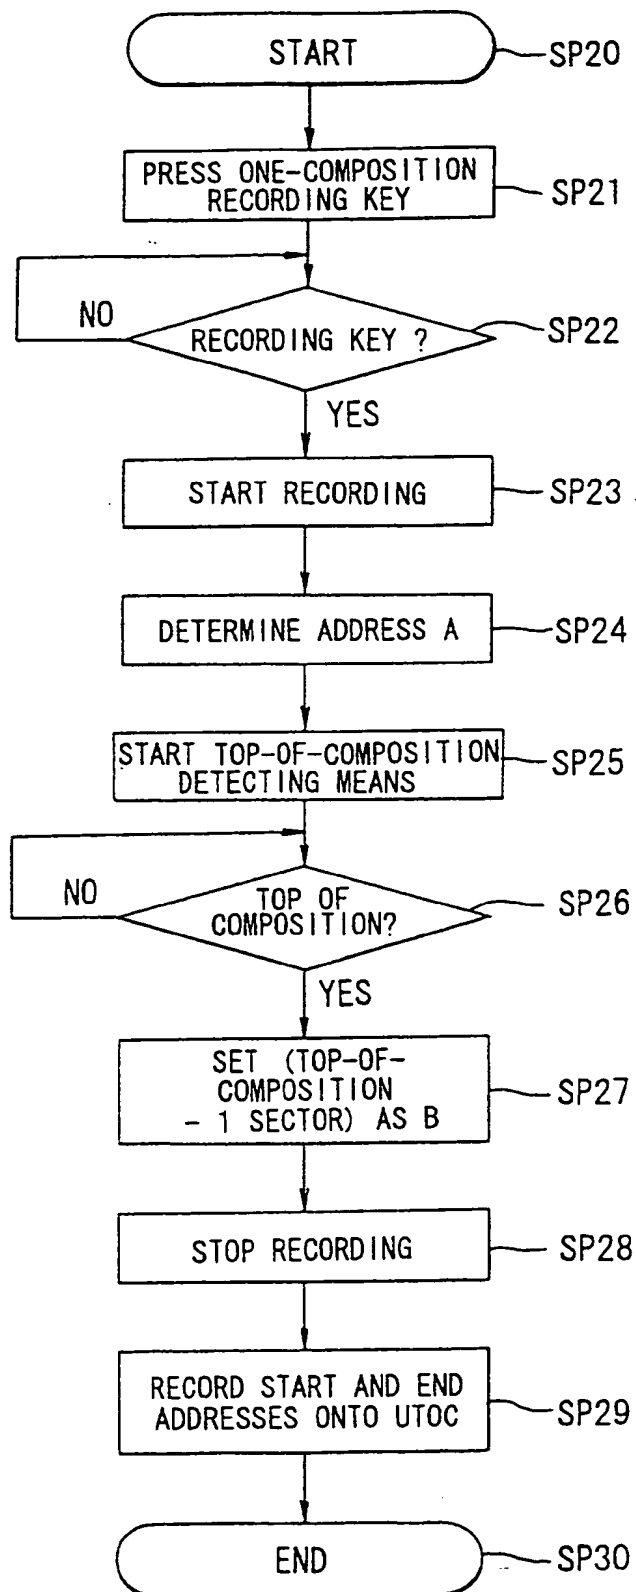 START
SP20
PRESS ONE-COMPOSITION
RECORDING KEY
SP21
NO
RECORDING KEY ?
SP22
YES
START RECORDING
SP23
DETERMINE ADDRESS A
SP24
START TOP-OF-COMPOSITION
DETECTING MEANS
SP25
NO
TOP OF
COMPOSITION?
SP26
YES
SET (TOP-OF-
COMPOSITION
- 1 SECTOR) AS B
SP27
STOP RECORDING
SP28
RECORD START AND END
ADDRESSES ONTO UTOC
SP29
END
SP30